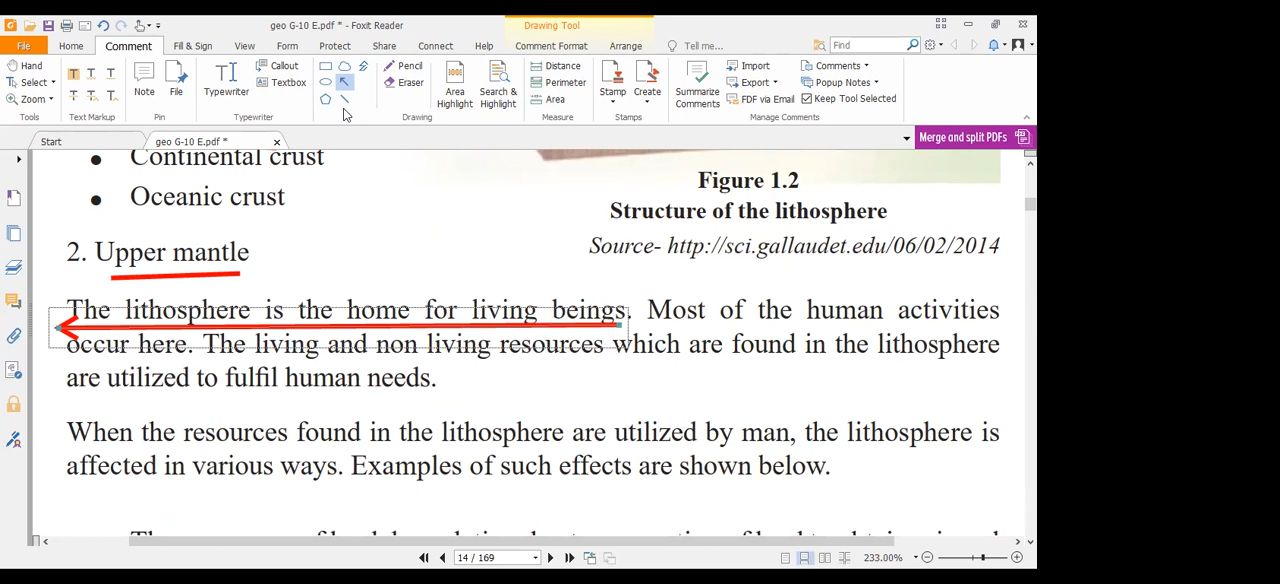 geo G-10 E.pdf * - Foxit Reader
Drawing Tool
File Home Comment Fill & Sign View Form Protect Share Connect Help Comment Format Arrange Tell me... Find
Hand
Select
Zoom
Tools
Text Markup
Note
File
Pin
Typewriter
Callout
Textbox
Typewriter
Pencil
Eraser
Drawing
Area Highlight
Search & Highlight
Distance
Perimeter
Area
Measure
Stamp
Create
Stamps
Summarize Comments
Import
Export
FDF via Email
Comments
Popup Notes
Keep Tool Selected
Manage Comments
Start
geo G-10 E.pdf *
Merge and split PDFs
• Continental crust
• Oceanic crust
Figure 1.2
Structure of the lithosphere
Source- http://sci.gallaudet.edu/06/02/2014
2. Upper mantle
The lithosphere is the home for living beings. Most of the human activities
occur here. The living and non living resources which are found in the lithosphere
are utilized to fulfil human needs.
When the resources found in the lithosphere are utilized by man, the lithosphere is
affected in various ways. Examples of such effects are shown below.
14 / 169
233.00%